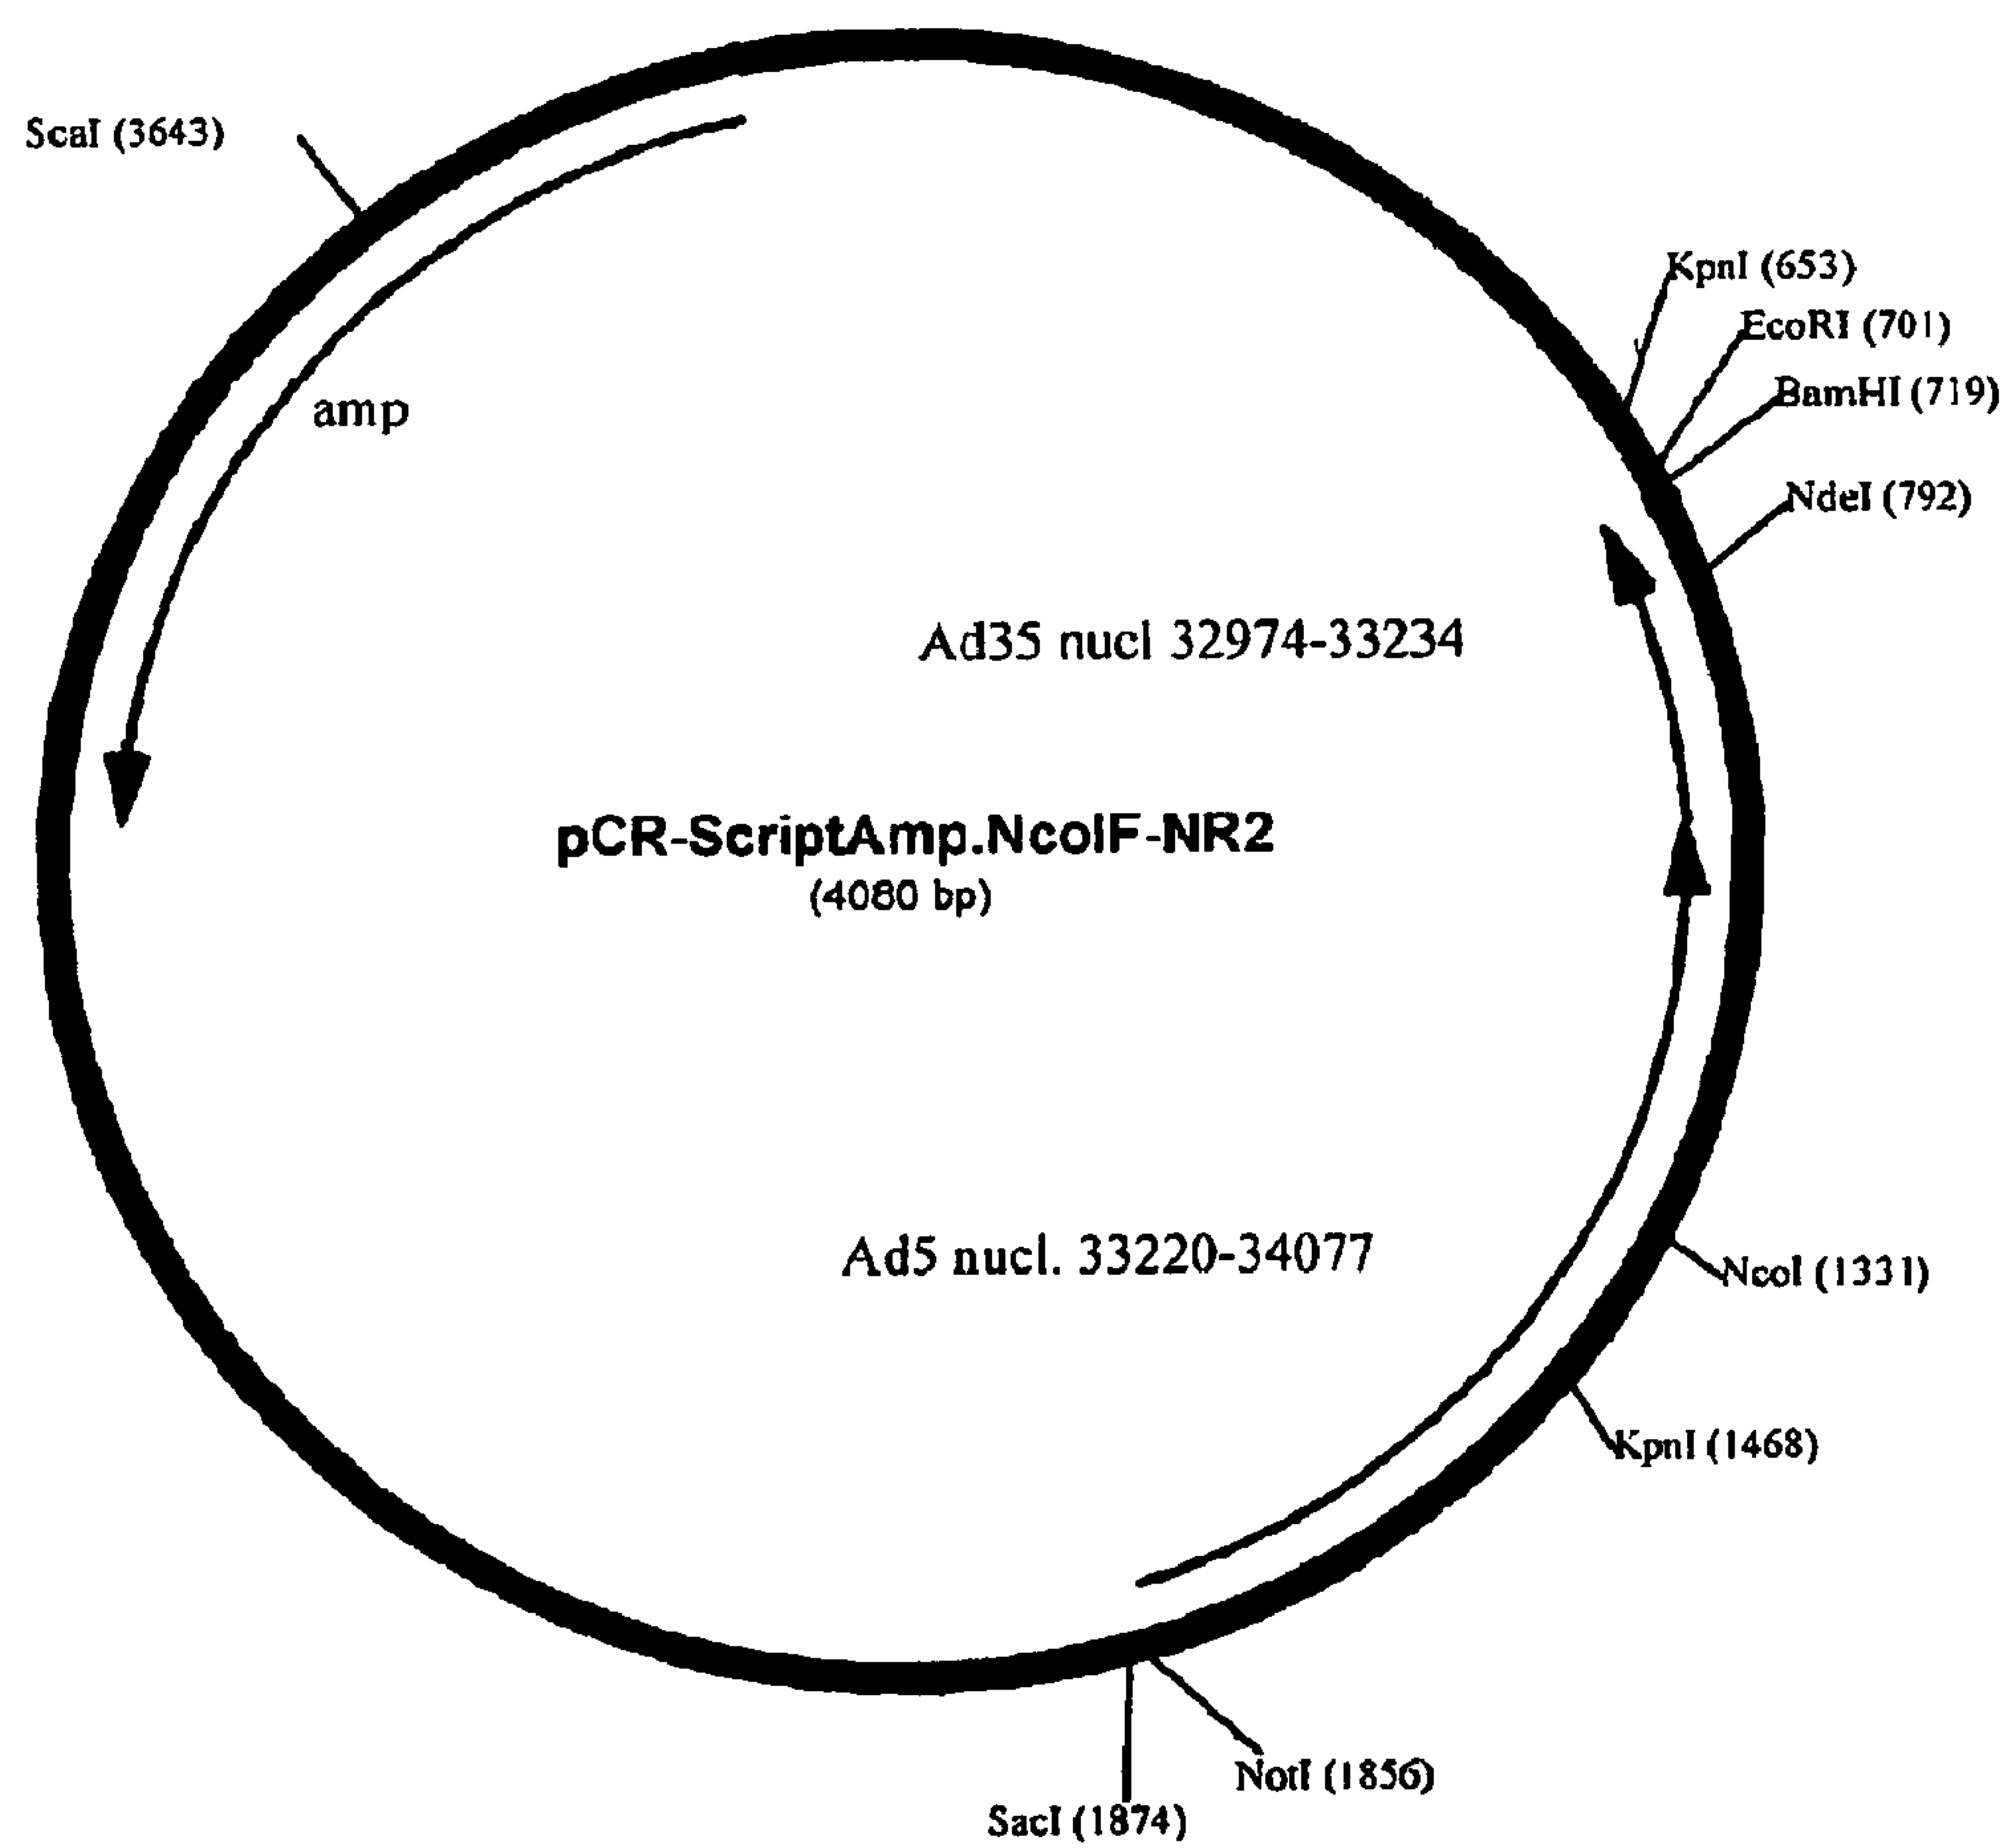 ScaI (3643)
KpnI (653)
EcoRI (701)
BamHI (719)
NdeI (792)
amp
Ad35 nucl 32974-33234
pCR-ScriptAmp.NcoIF-NR2
(4080 bp)
Ad5 nucl. 33220-34077
NcoI (1331)
KpnI (1468)
NotI (1856)
SacI (1874)